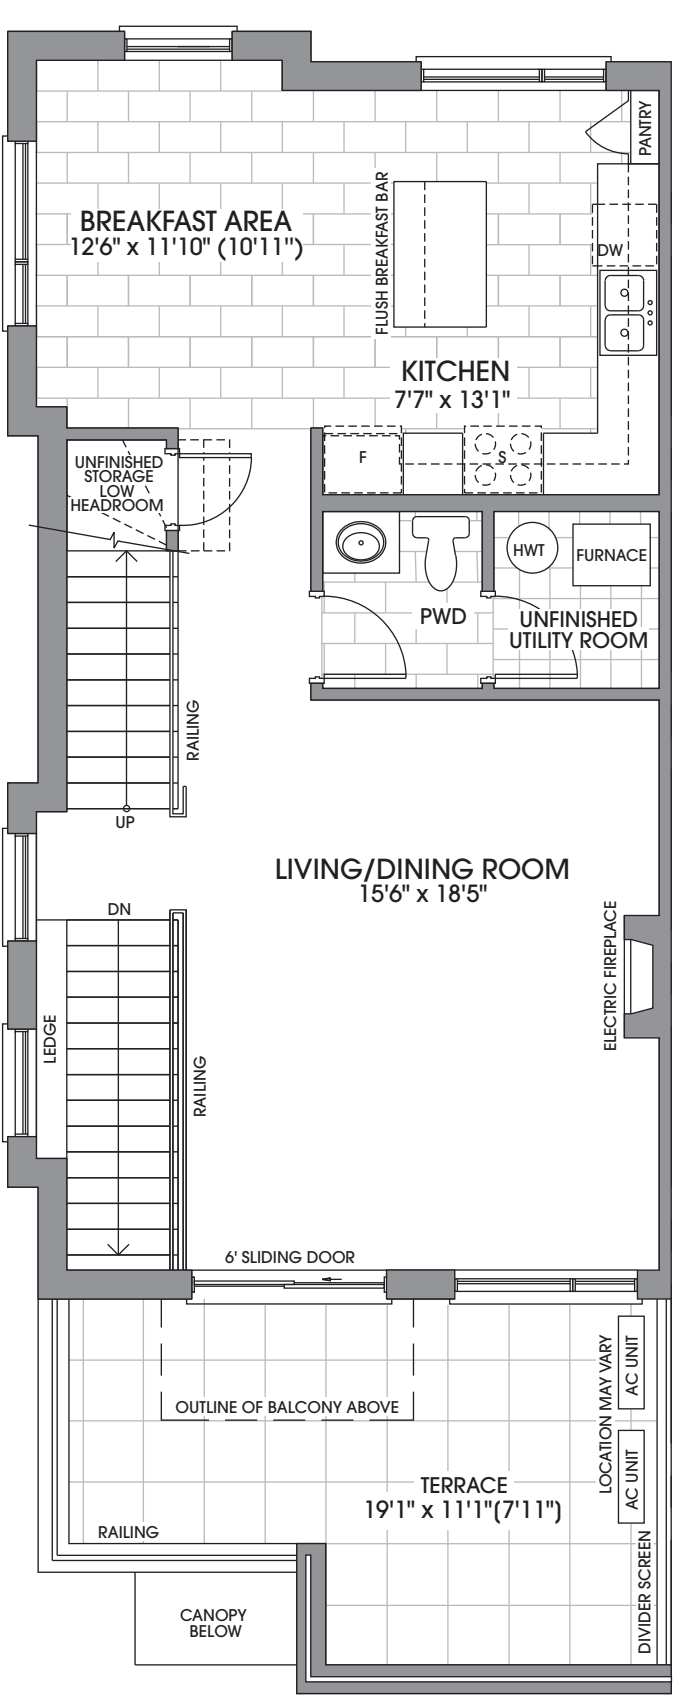 PANTRY
FLUSH BREAKFAST BAR
BREAKFAST AREA
12'6" x 11'10" (10'11")
DW
KITCHEN
7'7" x 13'1"
F
S
UNFINISHED
STORAGE
LOW
HEADROOM
HWT
FURNACE
PWD
UNFINISHED
UTILITY ROOM
RAILING
UP
LIVING/DINING ROOM
15'6" x 18'5"
DN
ELECTRIC FIREPLACE
LEDGE
RAILING
6' SLIDING DOOR
OUTLINE OF BALCONY ABOVE
LOCATION MAY VARY
AC UNIT
AC UNIT
TERRACE
19'1" x 11'1"(7'11")
RAILING
DIVIDER SCREEN
CANOPY
BELOW